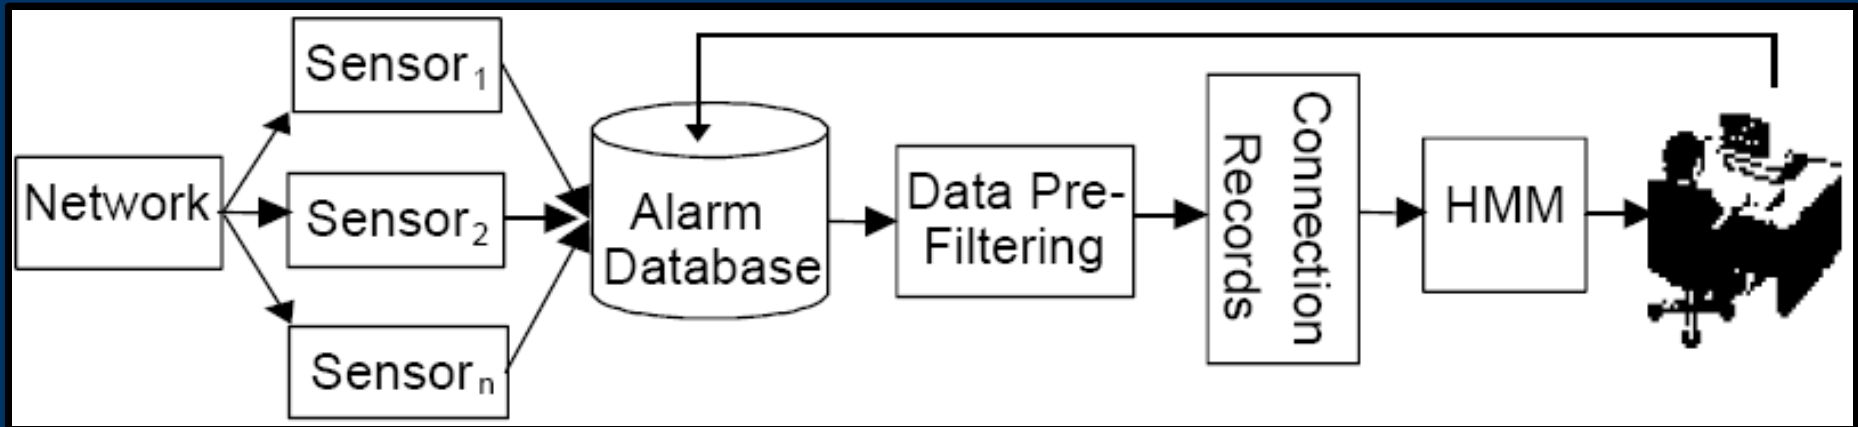 Network
Sensor1
Sensor2
Sensorn
Alarm
Database
Data Pre-
Filtering
Connection
Records
HMM